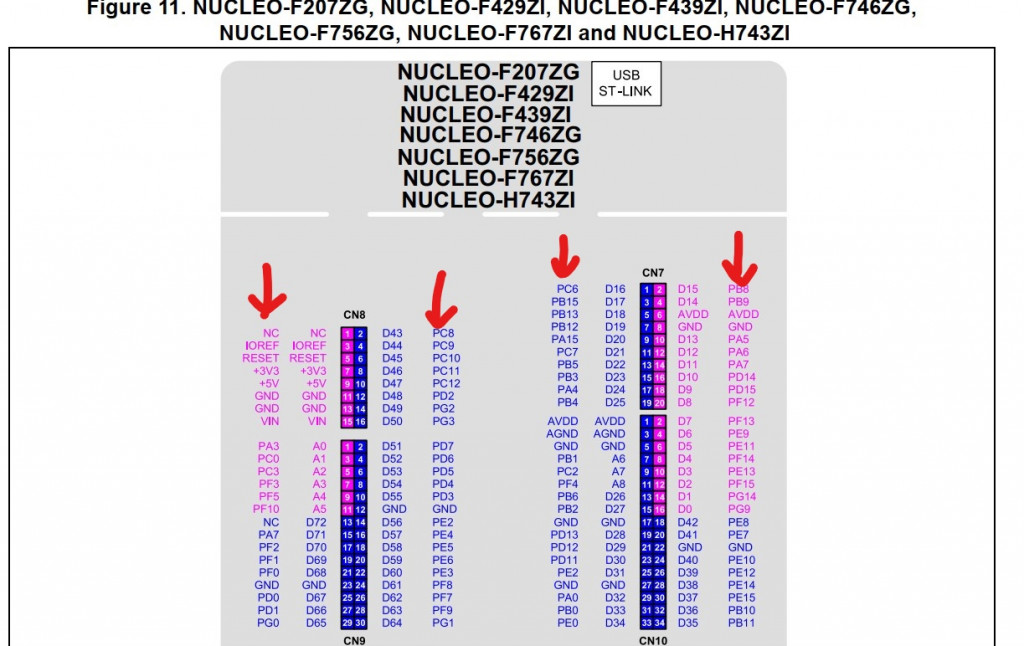 Figure 11. NUCLEO-F207ZG, NUCLEO-F429ZI, NUCLEO-F439ZI, NUCLEO-F746ZG,
NUCLEO-F756ZG, NUCLEO-F767ZI and NUCLEO-H743ZI
NUCLEO-F207ZG
NUCLEO-F429ZI
NUCLEO-F439ZI
NUCLEO-F746ZG
NUCLEO-F756ZG
NUCLEO-F767ZI
NUCLEO-H743ZI
USB
ST-LINK
CN8
NC NC 1 2 D43 PC8
IOREF IOREF 3 4 D44 PC9
RESET RESET 5 6 D45 PC10
+3V3 +3V3 7 8 D46 PC11
+5V +5V 9 10 D47 PC12
GND GND 11 12 D48 PD2
GND GND 13 14 D49 PG2
VIN VIN 15 16 D50 PG3
PA3 A0 1 2 D51 PD7
PC0 A1 3 4 D52 PD6
PC3 A2 5 6 D53 PD5
PF3 A3 7 8 D54 PD4
PF5 A4 9 10 D55 PD3
PF10 A5 11 12 GND GND
NC D72 13 14 D56 PE2
PA7 D71 15 16 D57 PE4
PF2 D70 17 18 D58 PE5
PF1 D69 19 20 D59 PE6
PF0 D68 21 22 D60 PE3
GND GND 23 24 D61 PF8
PD0 D67 25 26 D62 PF7
PD1 D66 27 28 D63 PF9
PG0 D65 29 30 D64 PG1
CN9
CN7
PC6 D16 1 2 D15 PB8
PB15 D17 3 4 D14 PB9
PB13 D18 5 6 AVDD AVDD
PB12 D19 7 8 GND GND
PA15 D20 9 10 D13 PA5
PC7 D21 11 12 D12 PA6
PB5 D22 13 14 D11 PA7
PB3 D23 15 16 D10 PD14
PA4 D24 17 18 D9 PD15
PB4 D25 19 20 D8 PF12
AVDD AVDD 1 2 D7 PF13
AGND AGND 3 4 D6 PE9
GND GND 5 6 D5 PE11
PB1 A6 7 8 D4 PF14
PC2 A7 9 10 D3 PE13
PF4 A8 11 12 D2 PF15
PB6 D26 13 14 D1 PG14
PB2 D27 15 16 D0 PG9
GND GND 17 18 D42 PE8
PD13 D28 19 20 D41 PE7
PD12 D29 21 22 GND GND
PD11 D30 23 24 D40 PE10
PE2 D31 25 26 D39 PE12
GND GND 27 28 D38 PE14
PA0 D32 29 30 D37 PE15
PB0 D33 31 32 D36 PB10
PE0 D34 33 34 D35 PB11
CN10